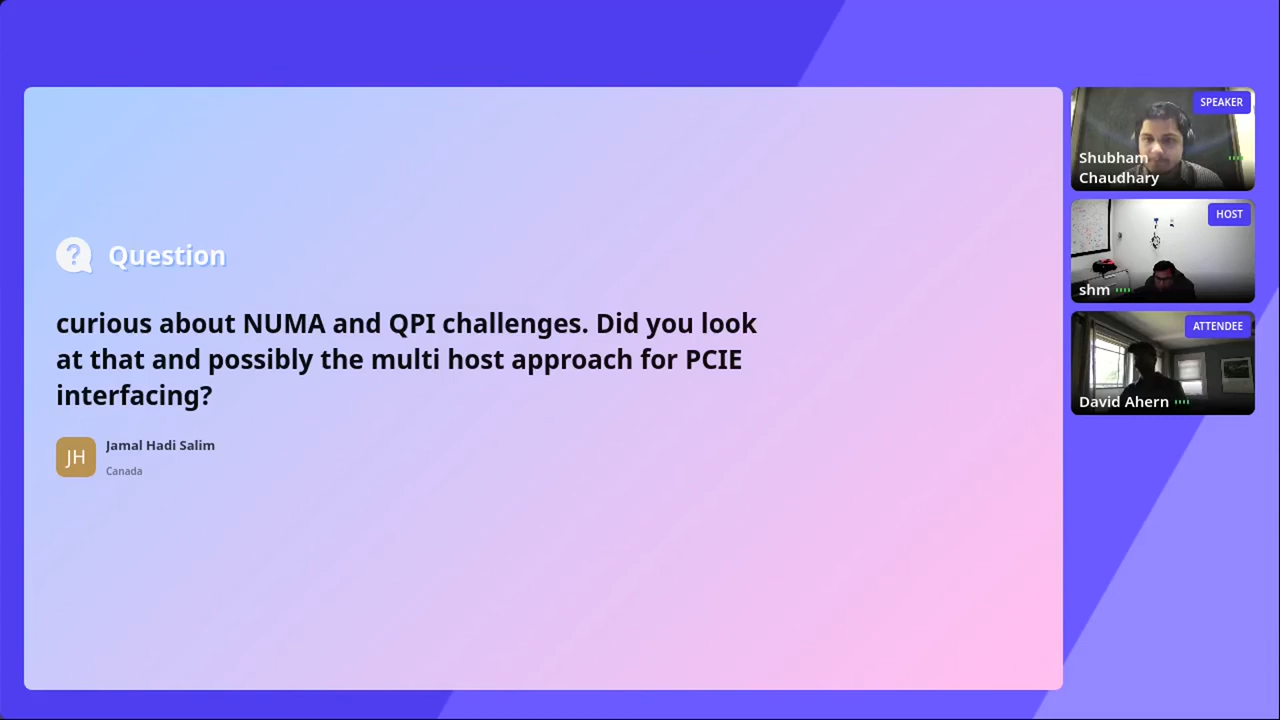 Question
curious about NUMA and QPI challenges. Did you look
at that and possibly the multi host approach for PCIE
interfacing?
JH
Jamal Hadi Salim
Canada
SPEAKER
Shubham
Chaudhary
HOST
shm
ATTENDEE
David Ahern